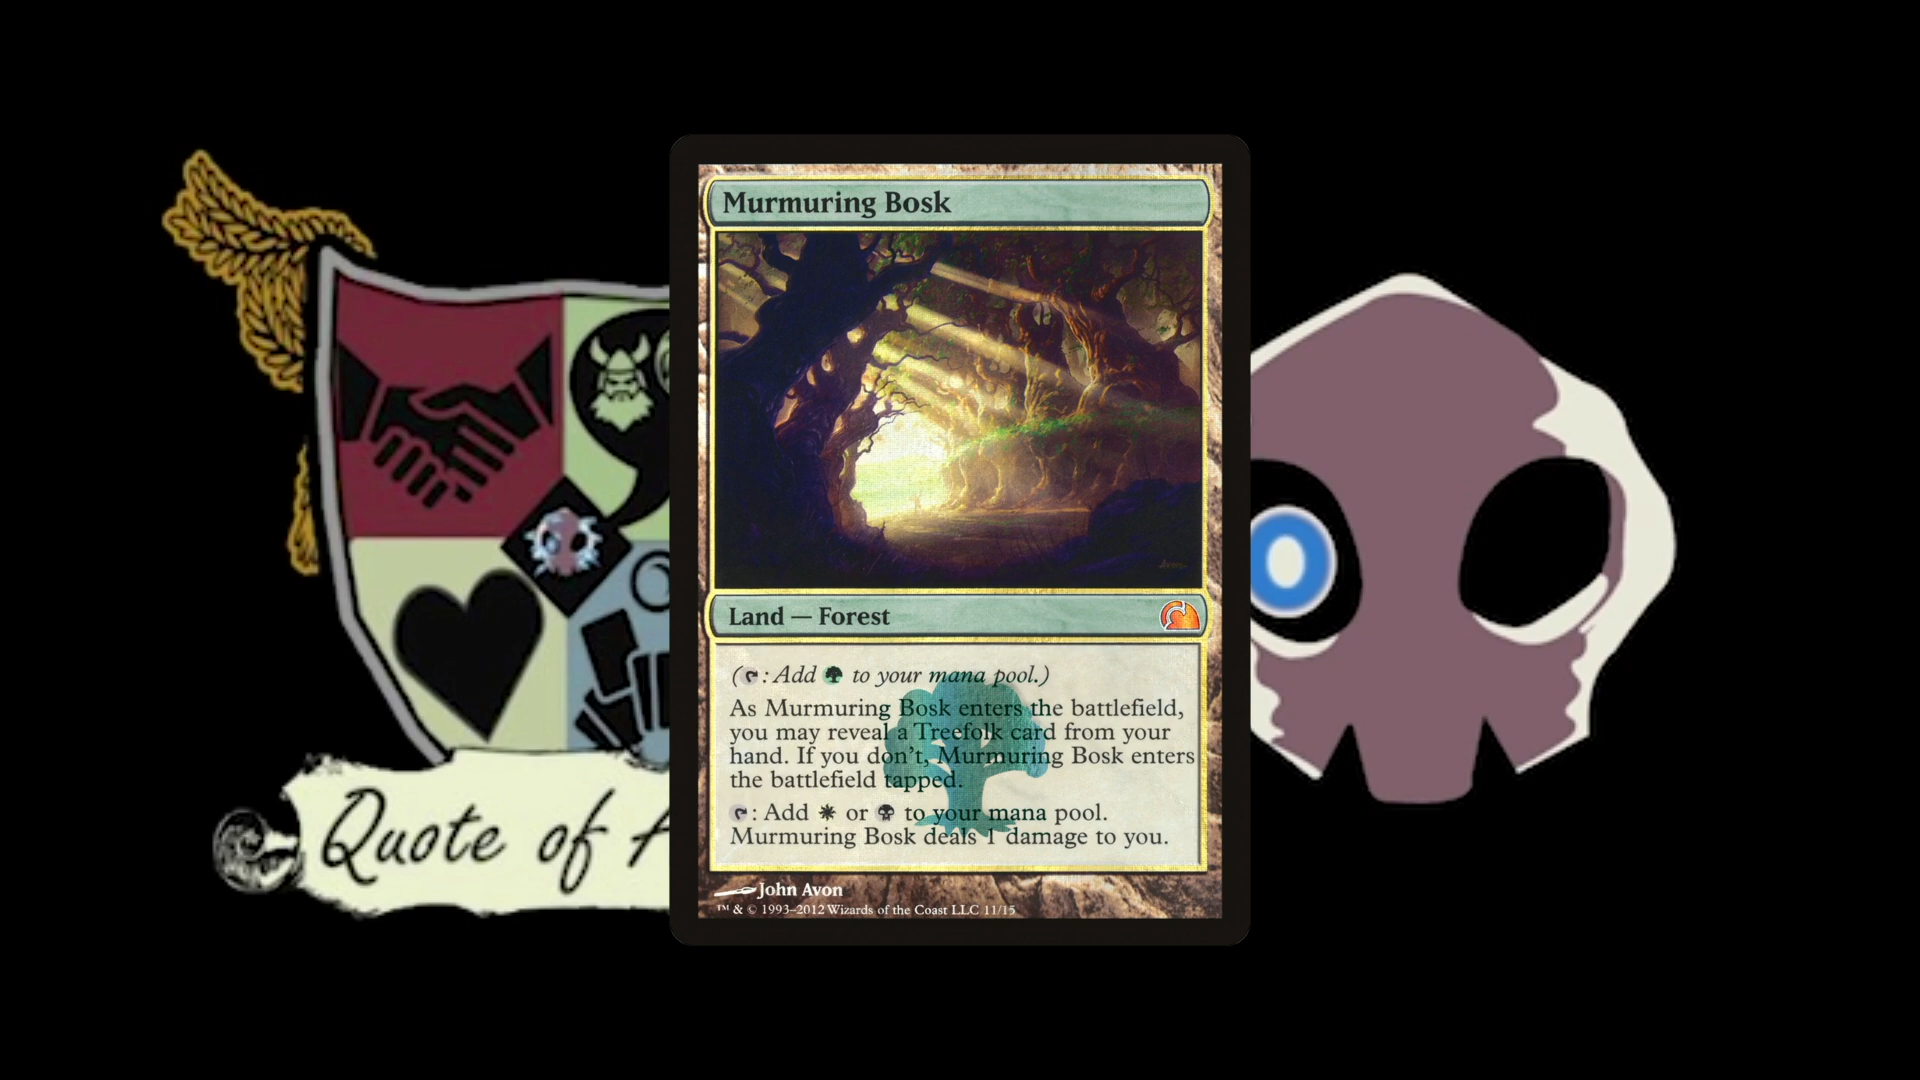 Murmuring Bosk
Avon
Land — Forest
( : Add to your mana pool.)
As Murmuring Bosk enters the battlefield,
you may reveal a Treefolk card from your
hand. If you don't, Murmuring Bosk enters
the battlefield tapped.
: Add or to your mana pool.
Murmuring Bosk deals 1 damage to you.
John Avon
™ & © 1993–2012 Wizards of the Coast LLC 11/15
Quote of